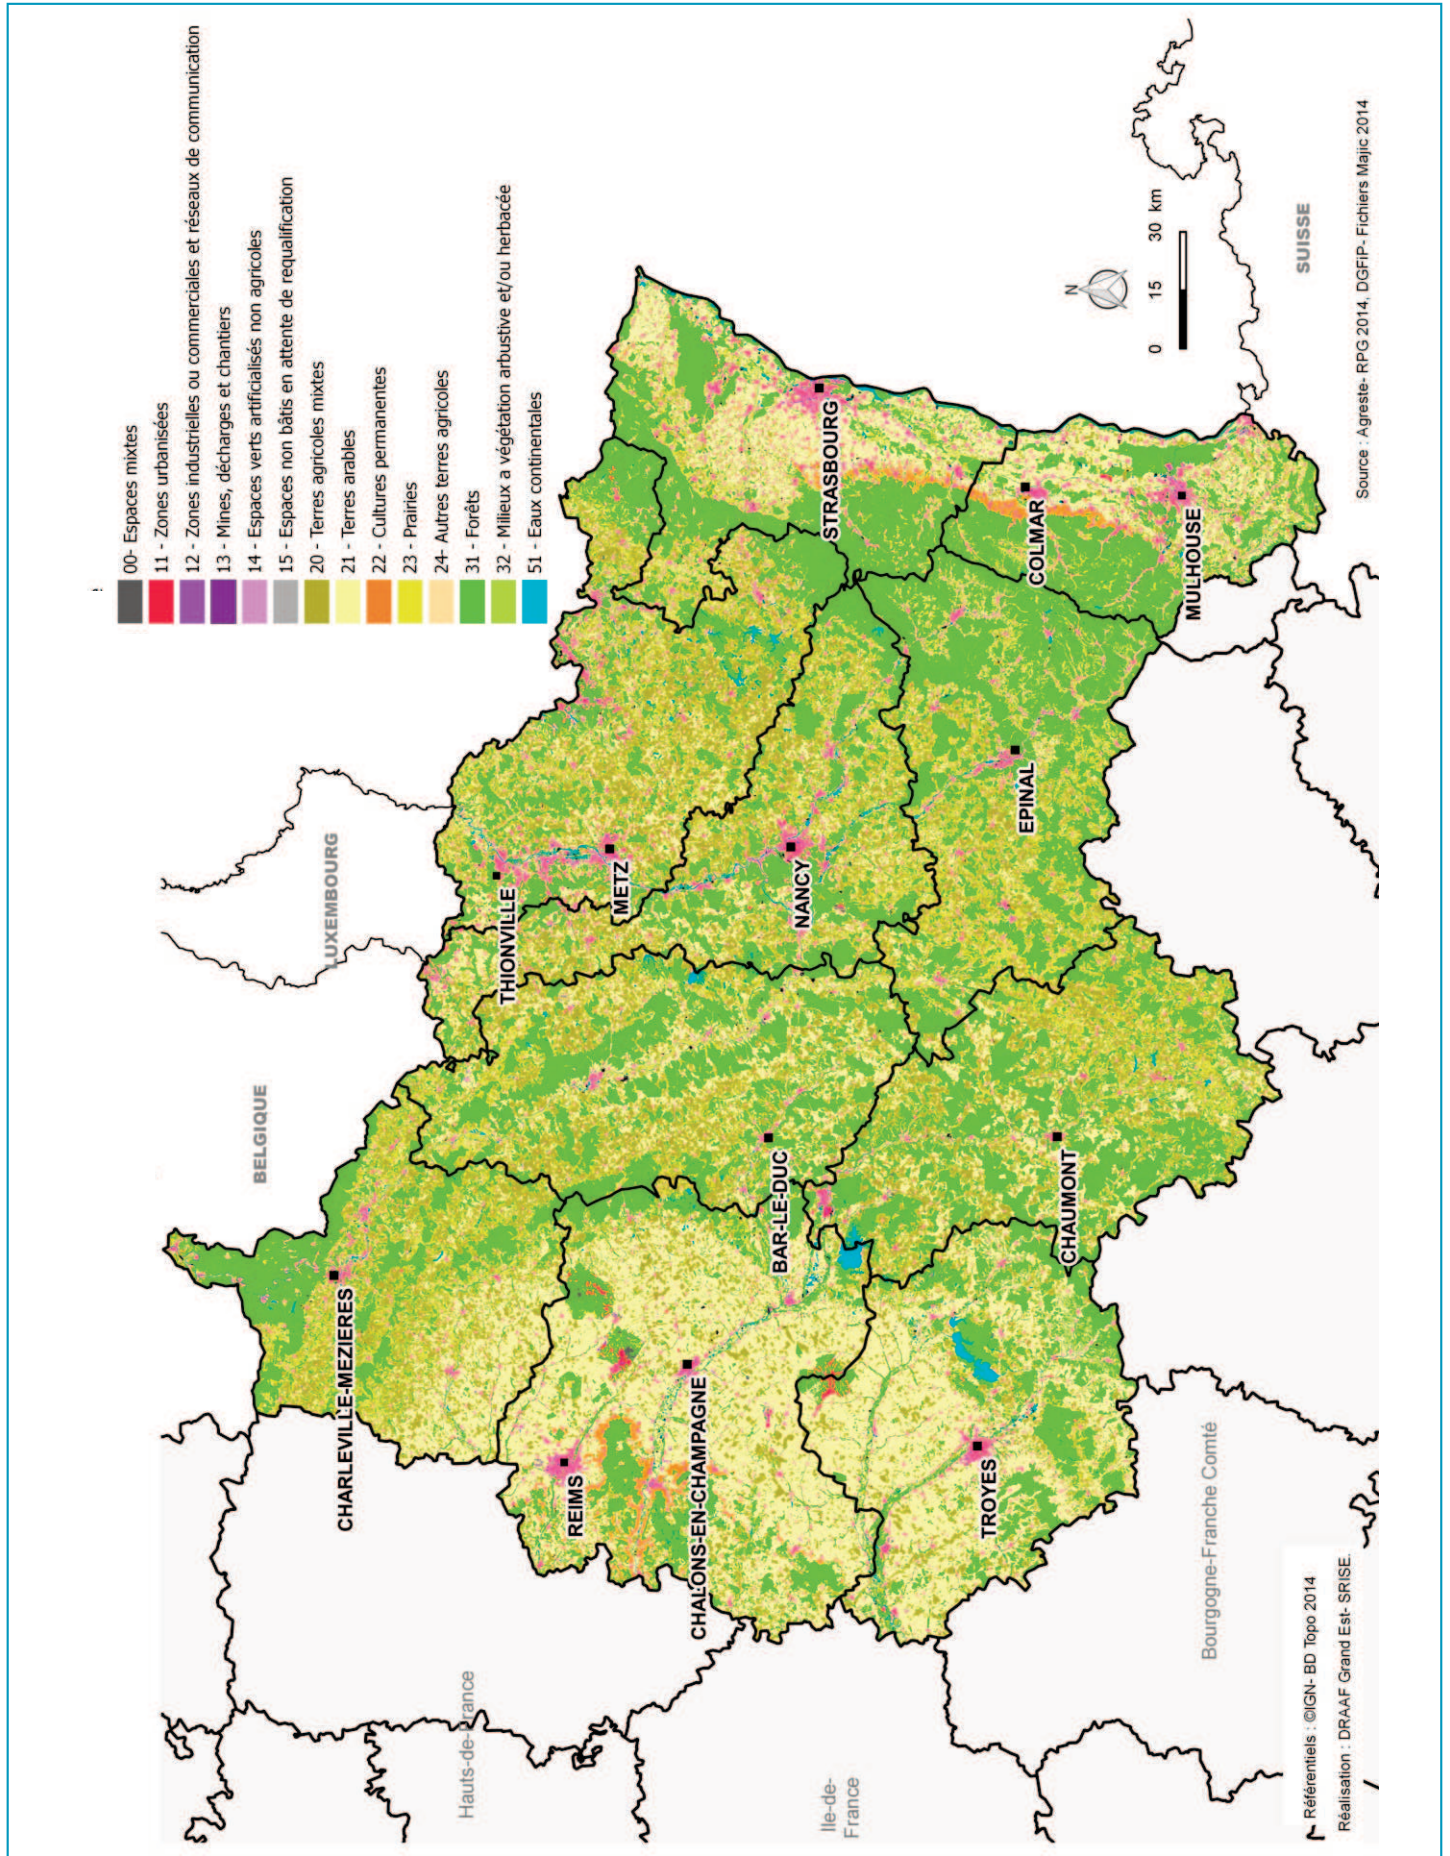 00- Espaces mixtes
11 - Zones urbanisées
12 - Zones industrielles ou commerciales et réseaux de communication
13 - Mines, décharges et chantiers
14 - Espaces verts artificialisés non agricoles
15 - Espaces non bâtis en attente de requalification
20 - Terres agricoles mixtes
21 - Terres arables
22 - Cultures permanentes
23 - Prairies
24- Autres terres agricoles
31 - Forêts
32 - Milieux a végétation arbustive et/ou herbacée
51 - Eaux continentales
BELGIQUE
LUXEMBOURG
CHARLEVILLE-MEZIERES
Hauts-de-France
THIONVILLE
REIMS
METZ
CHALONS-EN-CHAMPAGNE
BAR-LE-DUC
NANCY
STRASBOURG
Ile-de-
France
TROYES
CHAUMONT
EPINAL
COLMAR
MULHOUSE
N
0 15 30 km
Bourgogne-Franche Comté
SUISSE
Référentiels : ©IGN- BD Topo 2014
Réalisation : DRAAF Grand Est- SRISE.
Source : Agreste- RPG 2014, DGFiP- Fichiers Majic 2014